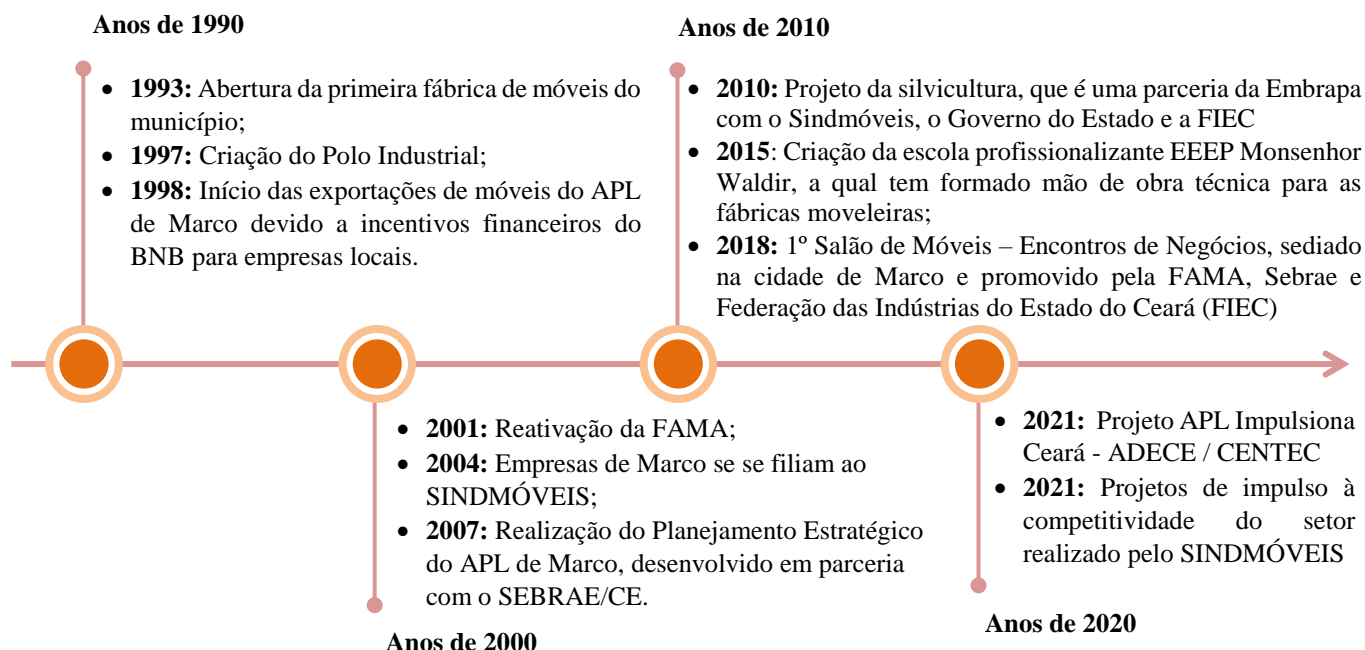 Anos de 1990
• 1993: Abertura da primeira fábrica de móveis do
município;
• 1997: Criação do Polo Industrial;
• 1998: Início das exportações de móveis do APL
de Marco devido a incentivos financeiros do
BNB para empresas locais.
• 2001: Reativação da FAMA;
• 2004: Empresas de Marco se se filiam ao
SINDMÓVEIS;
• 2007: Realização do Planejamento Estratégico
do APL de Marco, desenvolvido em parceria
com o SEBRAE/CE.
Anos de 2000
Anos de 2010
• 2010: Projeto da silvicultura, que é uma parceria da Embrapa
com o Sindmóveis, o Governo do Estado e a FIEC
• 2015: Criação da escola profissionalizante EEEP Monsenhor
Waldir, a qual tem formado mão de obra técnica para as
fábricas moveleiras;
• 2018: 1º Salão de Móveis – Encontros de Negócios, sediado
na cidade de Marco e promovido pela FAMA, Sebrae e
Federação das Indústrias do Estado do Ceará (FIEC)
• 2021: Projeto APL Impulsiona
Ceará - ADECE / CENTEC
• 2021: Projetos de impulso à
competitividade do setor
realizado pelo SINDMÓVEIS
Anos de 2020